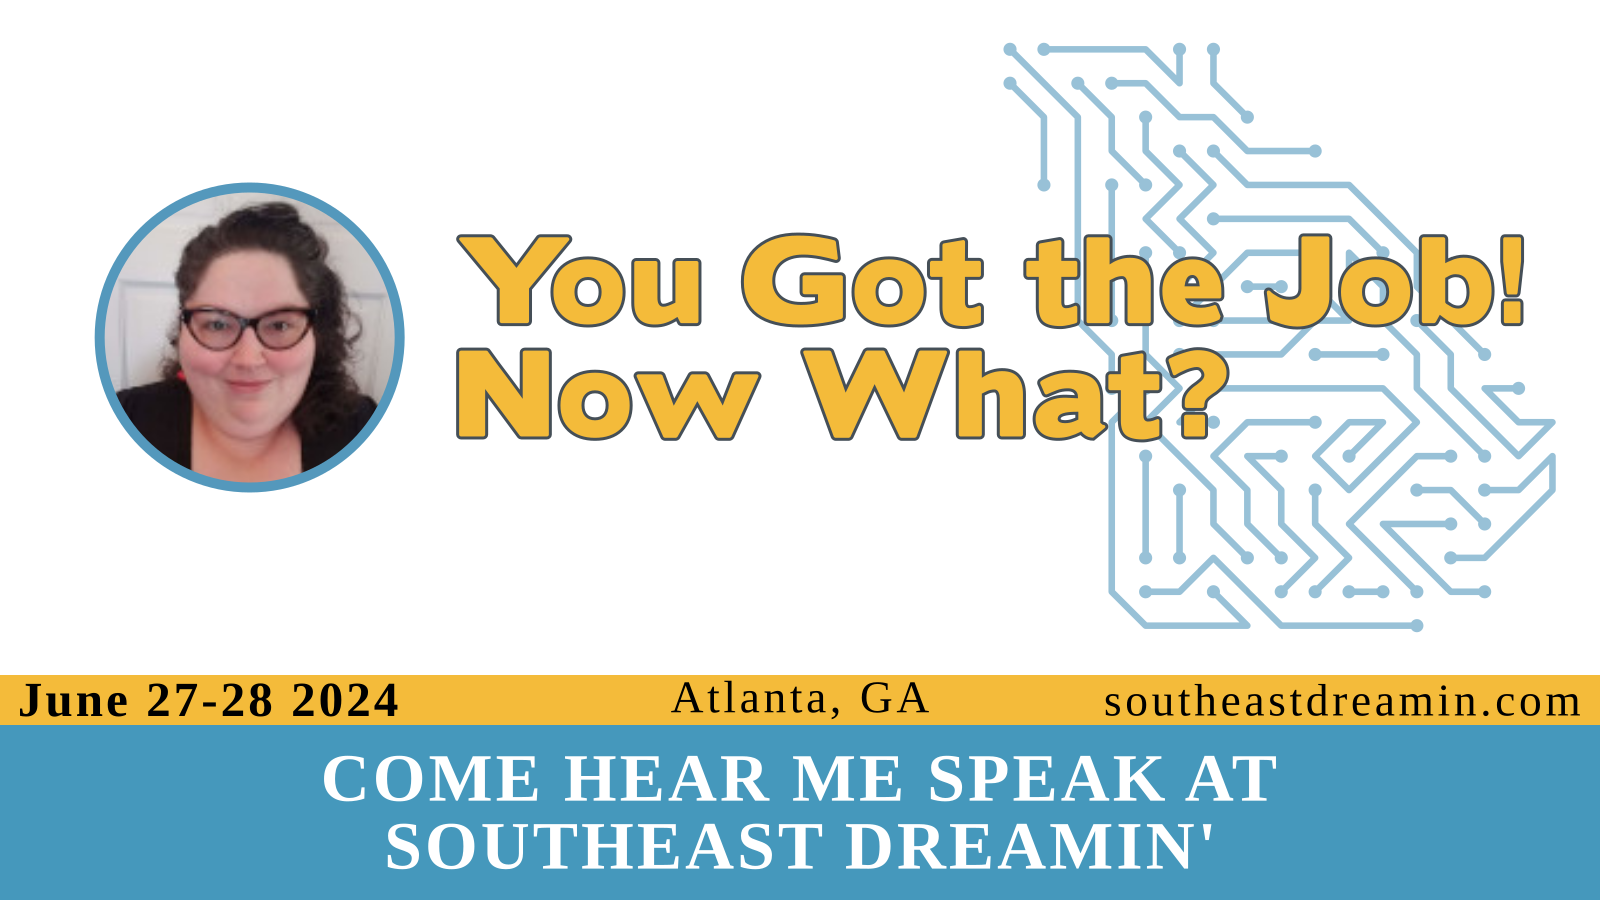 You Got the Job!
Now What?
June 27-28 2024
Atlanta, GA
southeastdreamin.com
COME HEAR ME SPEAK AT
SOUTHEAST DREAMIN'